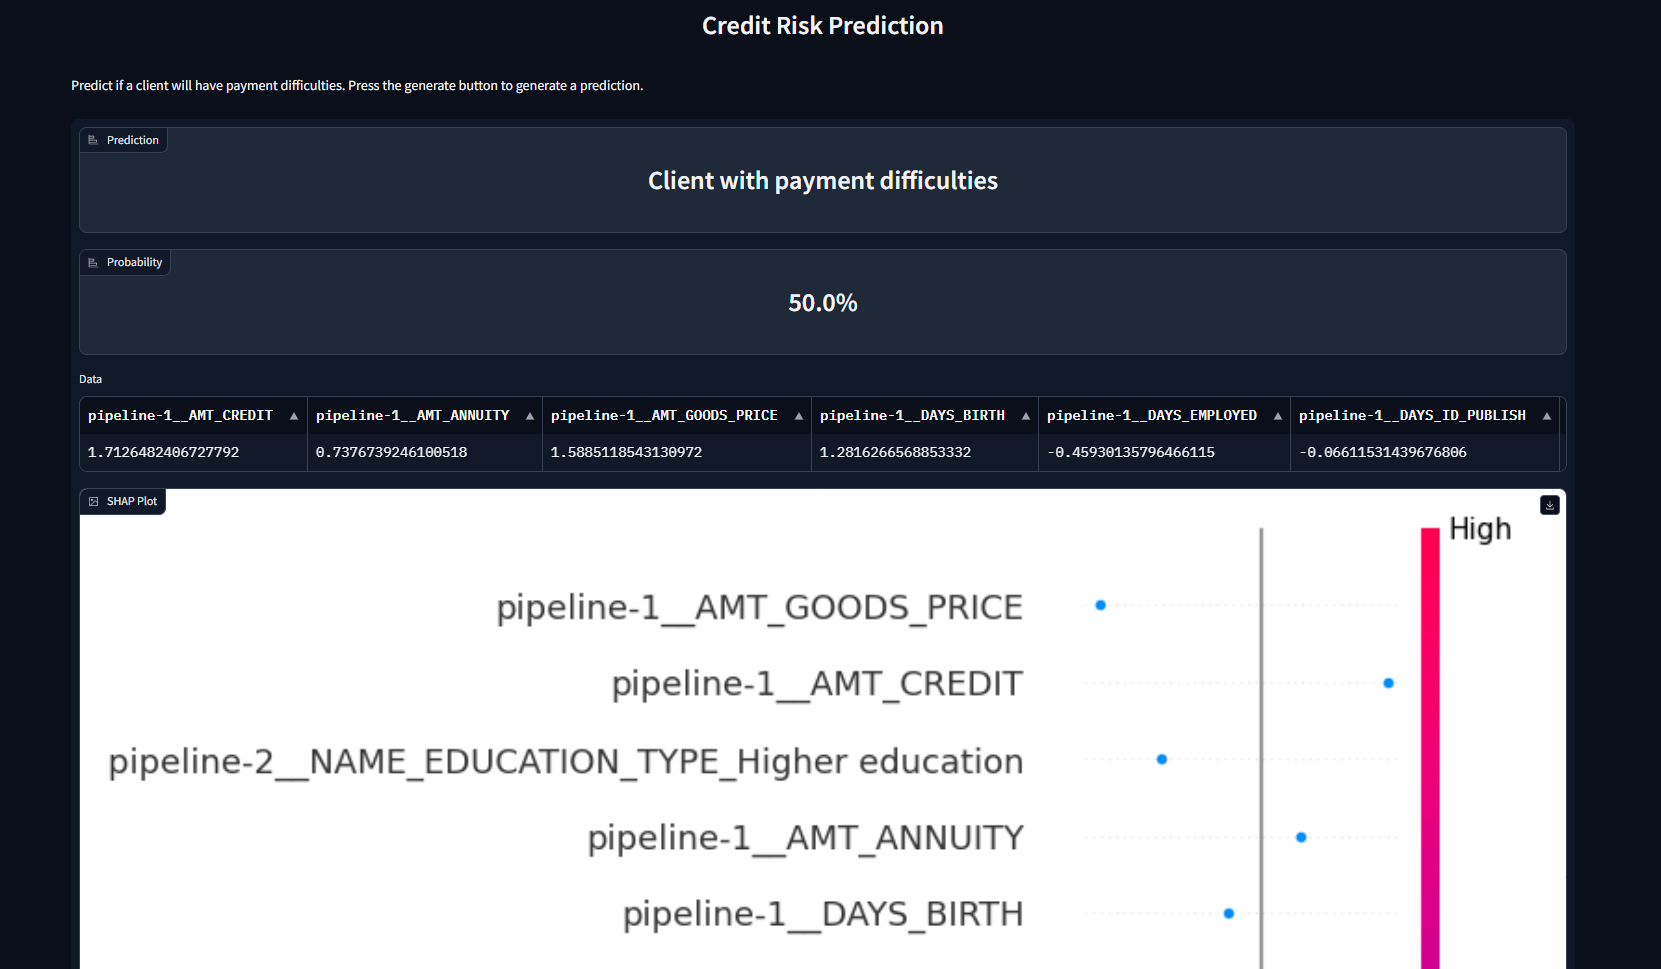 Credit Risk Prediction
Predict if a client will have payment difficulties. Press the generate button to generate a prediction.
Prediction
Client with payment difficulties
Probability
50.0%
Data
pipeline-1__AMT_CREDIT pipeline-1__AMT_ANNUITY pipeline-1__AMT_GOODS_PRICE pipeline-1__DAYS_BIRTH pipeline-1__DAYS_EMPLOYED pipeline-1__DAYS_ID_PUBLISH
1.7126482406727792 0.7376739246100518 1.5885118543130972 1.2816266568853332 -0.45930135796466115 -0.06611531439676806
SHAP Plot
High
pipeline-1__AMT_GOODS_PRICE
pipeline-1__AMT_CREDIT
pipeline-2__NAME_EDUCATION_TYPE_Higher education
pipeline-1__AMT_ANNUITY
pipeline-1__DAYS_BIRTH